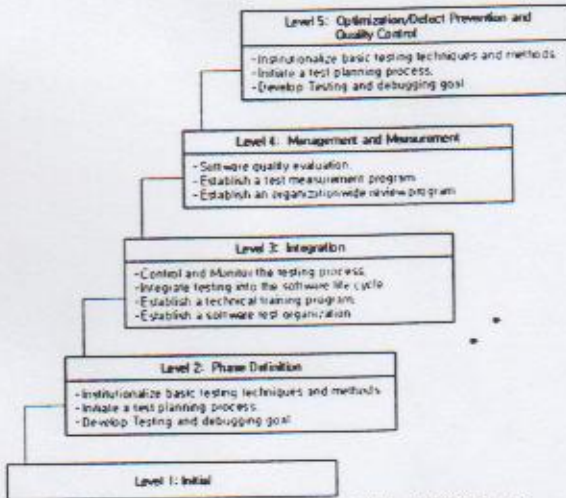 Level 5: Optimization/Defect Prevention and
Quality Control
-Institutionalize basic testing techniques and methods
-Initiate a test planning process.
-Develop Testing and debugging goal
Level 4: Management and Measurement
-Software quality evaluation.
-Establish a test measurement program
-Establish an organizationwide review program
Level 3: Integration
-Control and Monitor the testing process.
-Integrate testing into the software life cycle
-Establish a technical training program.
-Establish a software test organization
Level 2: Phase Definition
-Institutionalize basic testing techniques and methods
-Initiate a test planning process.
-Develop Testing and debugging goal
Level 1: Initial